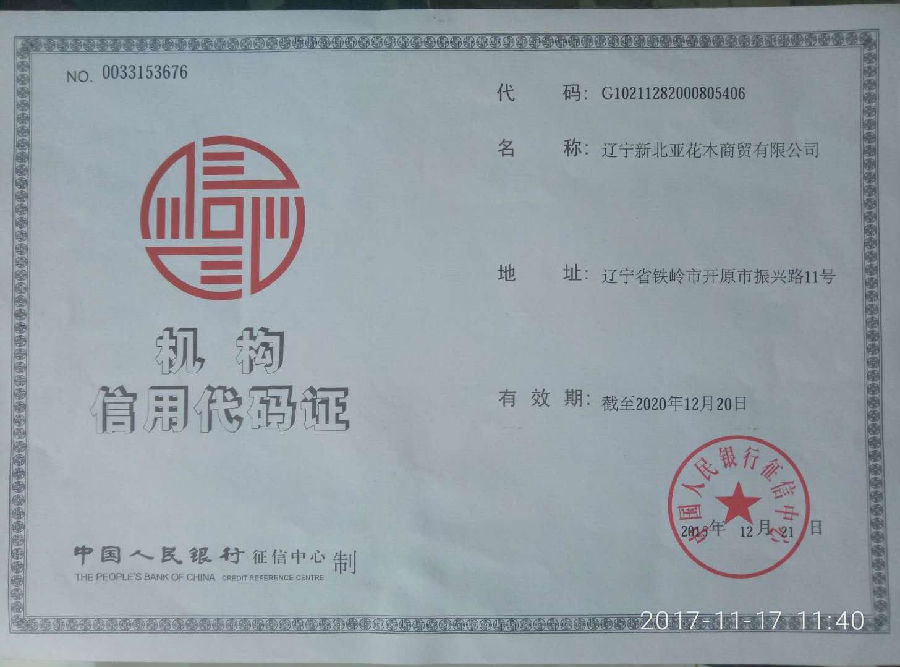 NO. 0033153676
机构
信用代码证
中国人民银行征信中心 制
THE PEOPLE'S BANK OF CHINA CREDIT REFERENCE CENTRE
代 码: G10211282000805406
名 称: 辽宁新北亚花木商贸有限公司
地 址: 辽宁省铁岭市开原市振兴路11号
有 效 期: 截至2020年12月20日
中国人民银行征信中心
年 12 月 21 日
2017-11-17 11:40